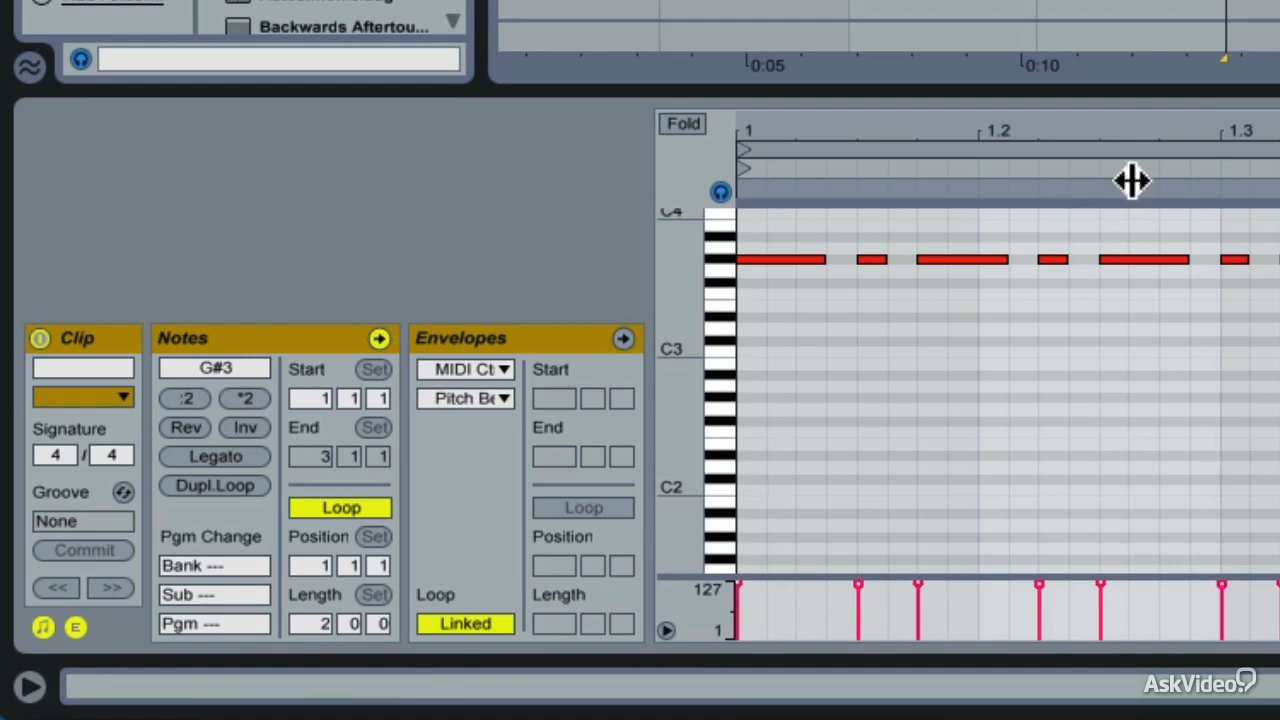 Backwards Aftertou...
0:05
0:10
Fold
1
1.2
1.3
C4
C3
C2
127
1
Clip
Signature
4 / 4
Groove
None
Commit
<< >>
E
Notes
G#3
:2 *2
Rev Inv
Legato
Dupl.Loop
Pgm Change
Bank ---
Sub ---
Pgm ---
Start Set
1 1 1
End Set
3 1 1
Loop
Position Set
1 1 1
Length Set
2 0 0
Envelopes
MIDI Ct
Pitch Be
Loop
Linked
Start
End
Loop
Position
Length
AskVideo